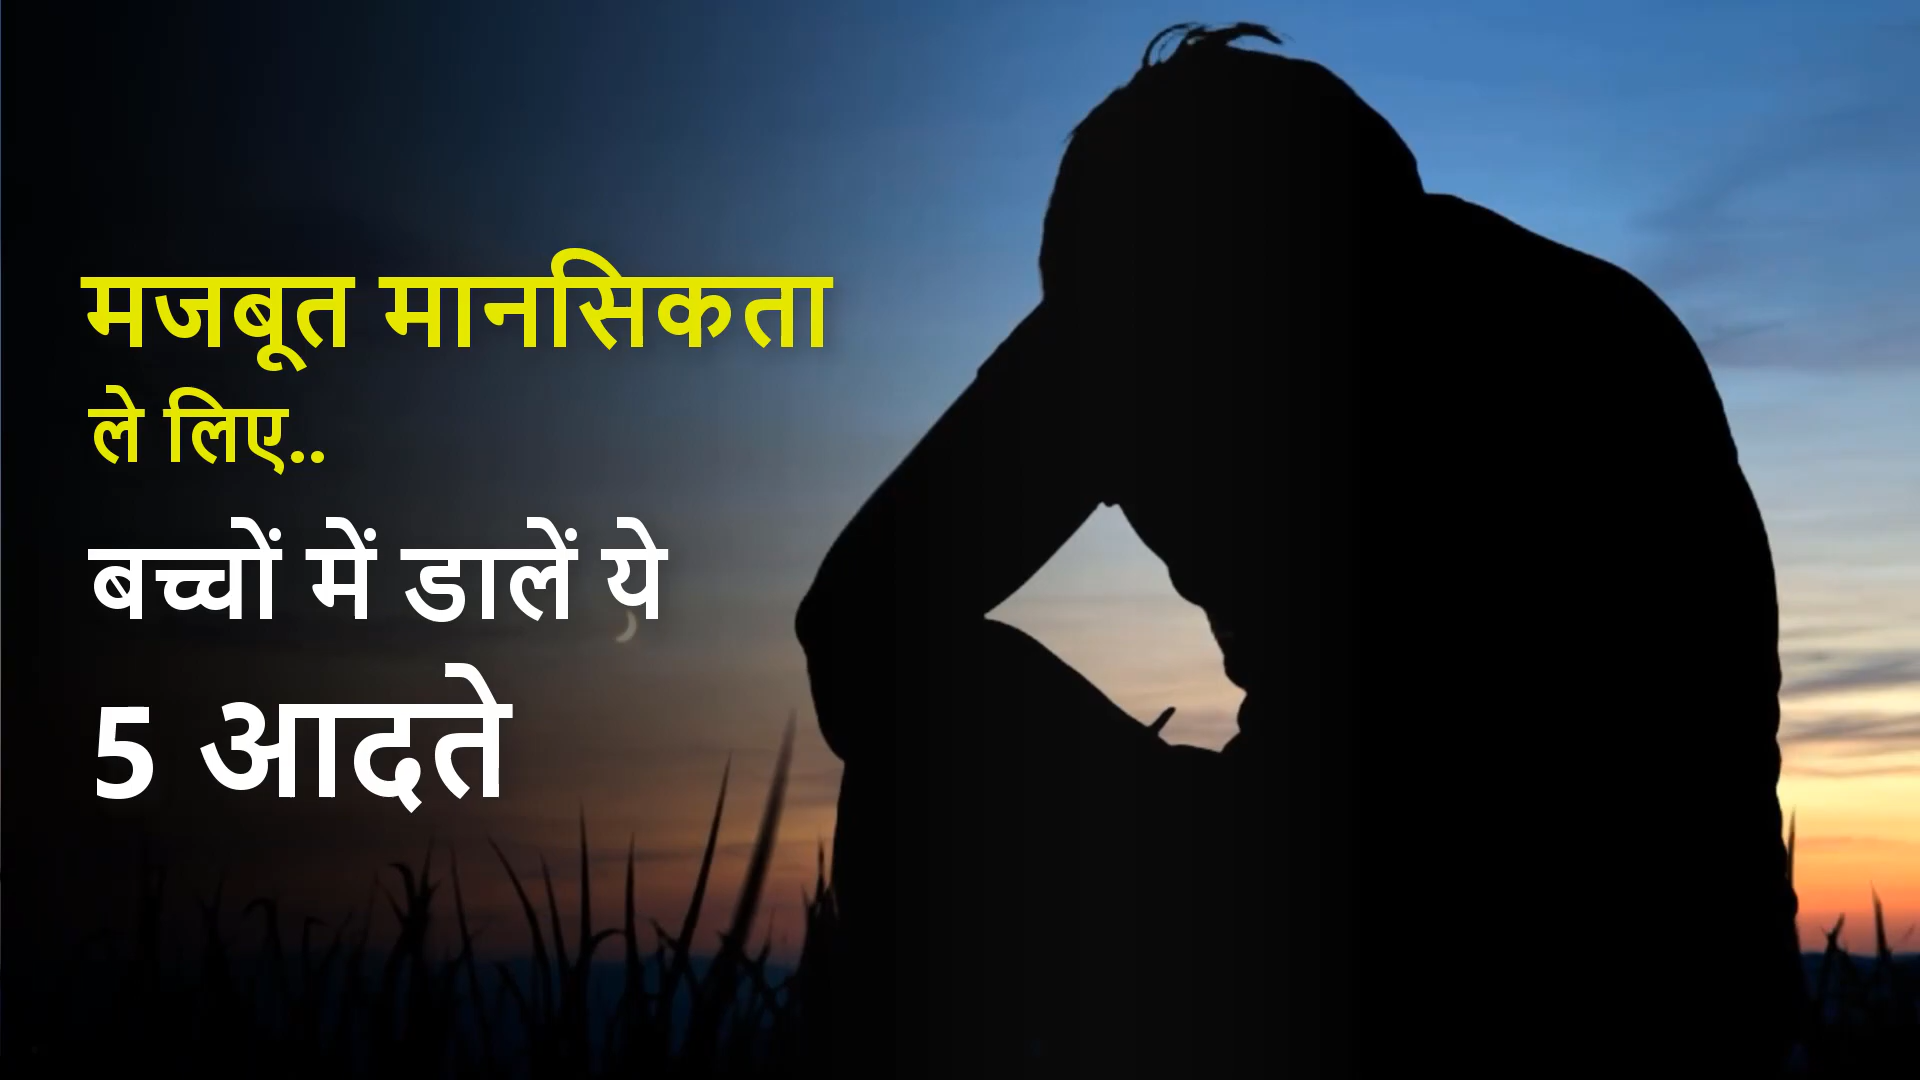 मजबूत मानसिकता
ले लिए..
बच्चों में डालें ये
5 आदते